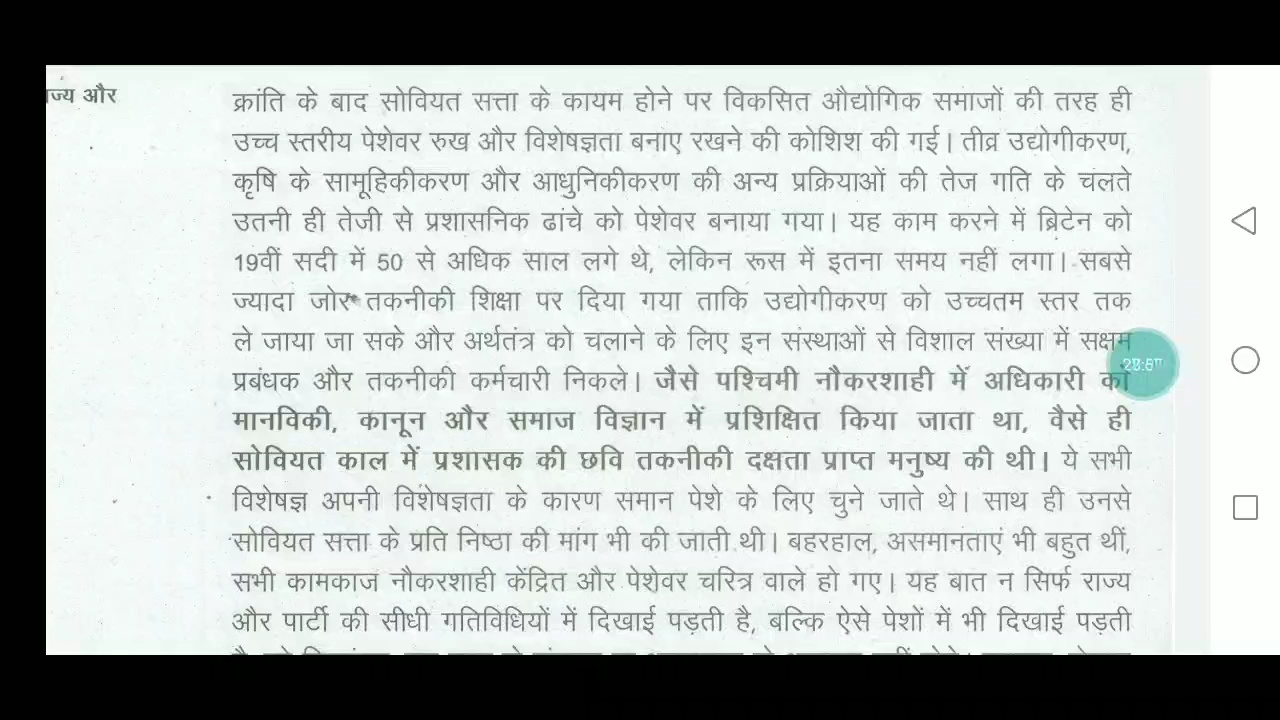 ज्य और
क्रांति के बाद सोवियत सत्ता के कायम होने पर विकसित औद्योगिक समाजों की तरह ही
उच्च स्तरीय पेशेवर रुख और विशेषज्ञता बनाए रखने की कोशिश की गई। तीव्र उद्योगीकरण,
कृषि के सामूहिकीकरण और आधुनिकीकरण की अन्य प्रक्रियाओं की तेज गति के चलते
उतनी ही तेजी से प्रशासनिक ढांचे को पेशेवर बनाया गया। यह काम करने में ब्रिटेन को
19वीं सदी में 50 से अधिक साल लगे थे, लेकिन रूस में इतना समय नहीं लगा। सबसे
ज्यादा जोर तकनीकी शिक्षा पर दिया गया ताकि उद्योगीकरण को उच्चतम स्तर तक
ले जाया जा सके और अर्थतंत्र को चलाने के लिए इन संस्थाओं से विशाल संख्या में सक्षम
प्रबंधक और तकनीकी कर्मचारी निकले। जैसे पश्चिमी नौकरशाही में अधिकारी को
मानविकी, कानून और समाज विज्ञान में प्रशिक्षित किया जाता था, वैसे ही
सोवियत काल में प्रशासक की छवि तकनीकी दक्षता प्राप्त मनुष्य की थी। ये सभी
विशेषज्ञ अपनी विशेषज्ञता के कारण समान पेशे के लिए चुने जाते थे। साथ ही उनसे
सोवियत सत्ता के प्रति निष्ठा की मांग भी की जाती थी। बहरहाल, असमानताएं भी बहुत थीं,
सभी कामकाज नौकरशाही केंद्रित और पेशेवर चरित्र वाले हो गए। यह बात न सिर्फ राज्य
और पार्टी की सीधी गतिविधियों में दिखाई पड़ती है, बल्कि ऐसे पेशों में भी दिखाई पड़ती